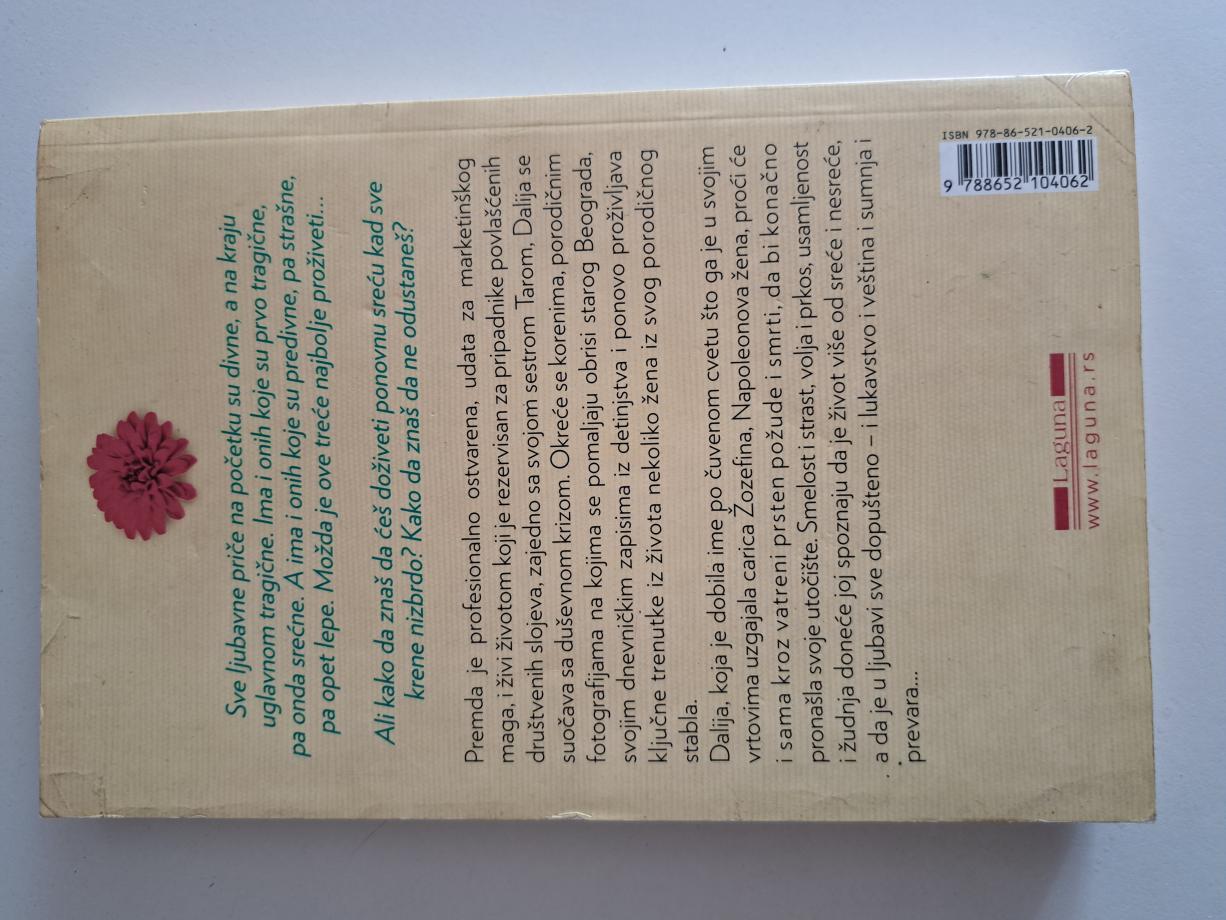 Sve ljubavne priče na početku su divne, a na kraju
uglavnom tragične. Ima i onih koje su prvo tragične,
pa onda srećne. A ima i onih koje su predivne, pa strašne,
pa opet lepe. Možda je ove treće najbolje proživeti...
Ali kako da znaš da ćeš doživeti ponovnu sreću kad sve
krene nizbrdo? Kako da znaš da ne odustaneš?
Premda je profesionalno ostvarena, udata za marketinškog
maga, i živi životom koji je rezervisan za pripadnike povlašćenih
društvenih slojeva, zajedno sa svojom sestrom Tarom, Dalija se
suočava sa duševnom krizom. Okreće se korenima, porodičnim
fotografijama na kojima se pomaljaju obrisi starog Beograda,
svojim dnevničkim zapisima iz detinjstva i ponovo proživljava
ključne trenutke iz života nekoliko žena iz svog porodičnog
stabla.
Dalija, koja je dobila ime po čuvenom cvetu što ga je u svojim
vrtovima uzgajala carica Žozefina, Napoleonova žena, proći će
i sama kroz vatreni prsten požude i smrti, da bi konačno
pronašla svoje utočište. Smelost i strast, volja i prkos, usamljenost
i žudnja doneće joj spoznaju da je život više od sreće i nesreće,
a da je u ljubavi sve dopušteno – i lukavstvo i veština i sumnja i
prevara...
Laguna
www.laguna.rs
ISBN 978-86-521-0406-2
9 788652 104062